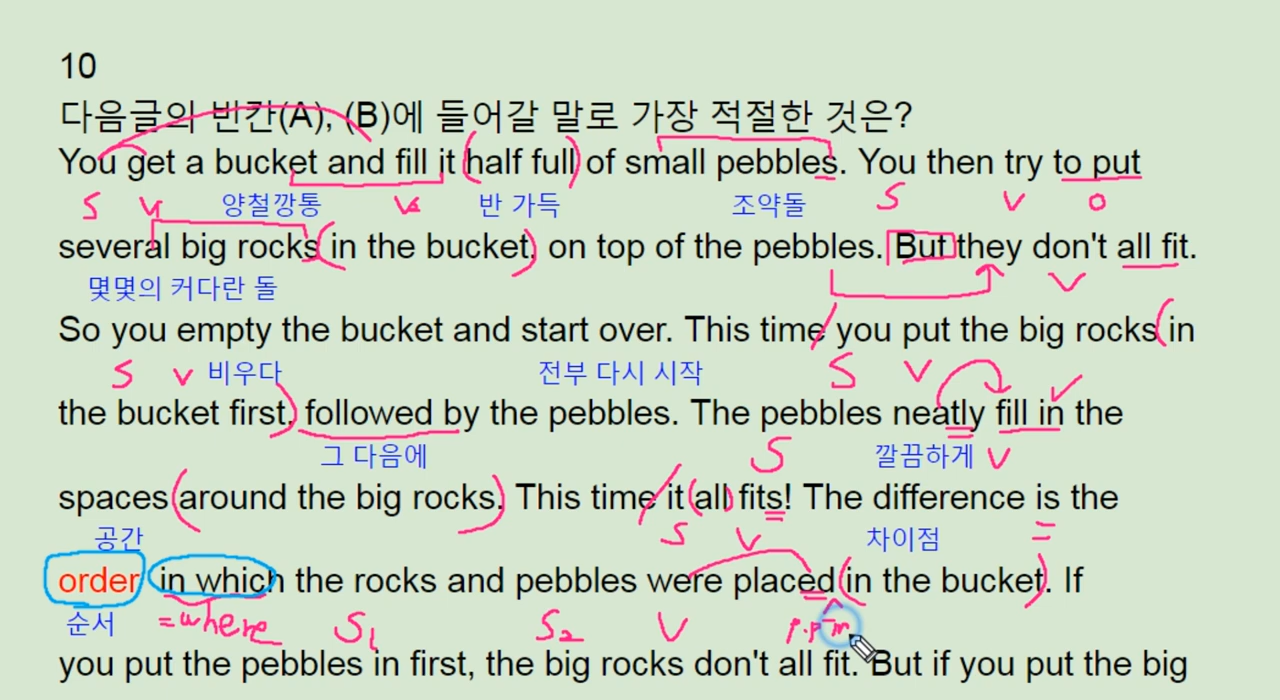 10
다음글의 빈칸(A), (B)에 들어갈 말로 가장 적절한 것은?
You get a bucket and fill it (half full) of small pebbles. You then try to put
S V 양철깡통 V 반 가득 조약돌 S V O
several big rocks (in the bucket) on top of the pebbles. But they don't all fit.
몇몇의 커다란 돌 V
So you empty the bucket and start over. This time / you put the big rocks (in
S V 비우다 전부 다시 시작 S V
the bucket first,) followed by the pebbles. The pebbles neatly fill in the
그 다음에 S 깔끔하게 V
spaces (around the big rocks.) This time / it (all) fits! The difference is the
공간 S V 차이점 =
order in which the rocks and pebbles were placed (in the bucket). If
순서 =where S1 S2 V p.p
you put the pebbles in first, the big rocks don't all fit. But if you put the big